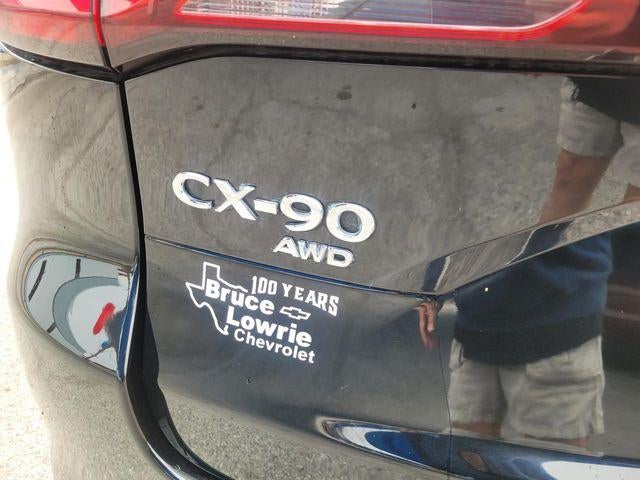 CX-90
AWD
100 YEARS
Bruce
Lowrie
Chevrolet